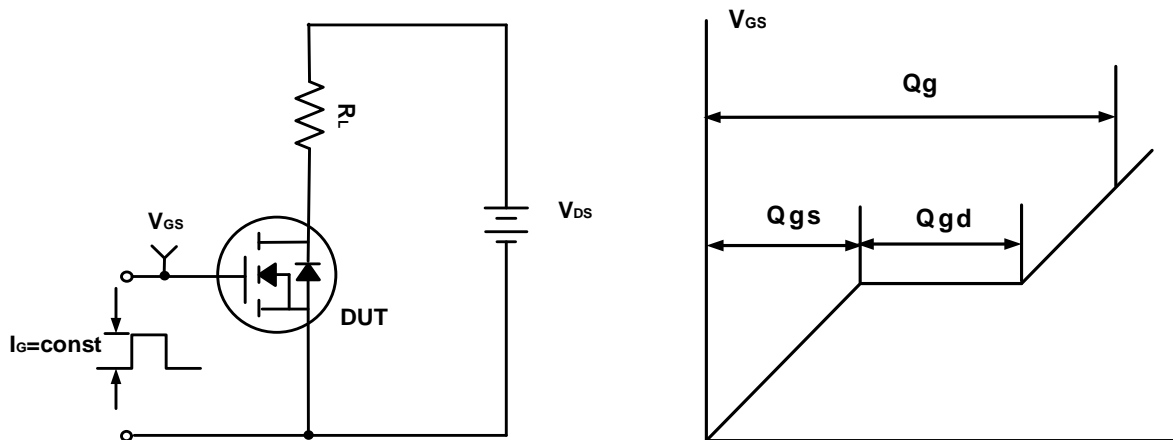 RL
VGS
VDS
DUT
IG=const
VGS
Qg
Qgs
Qgd